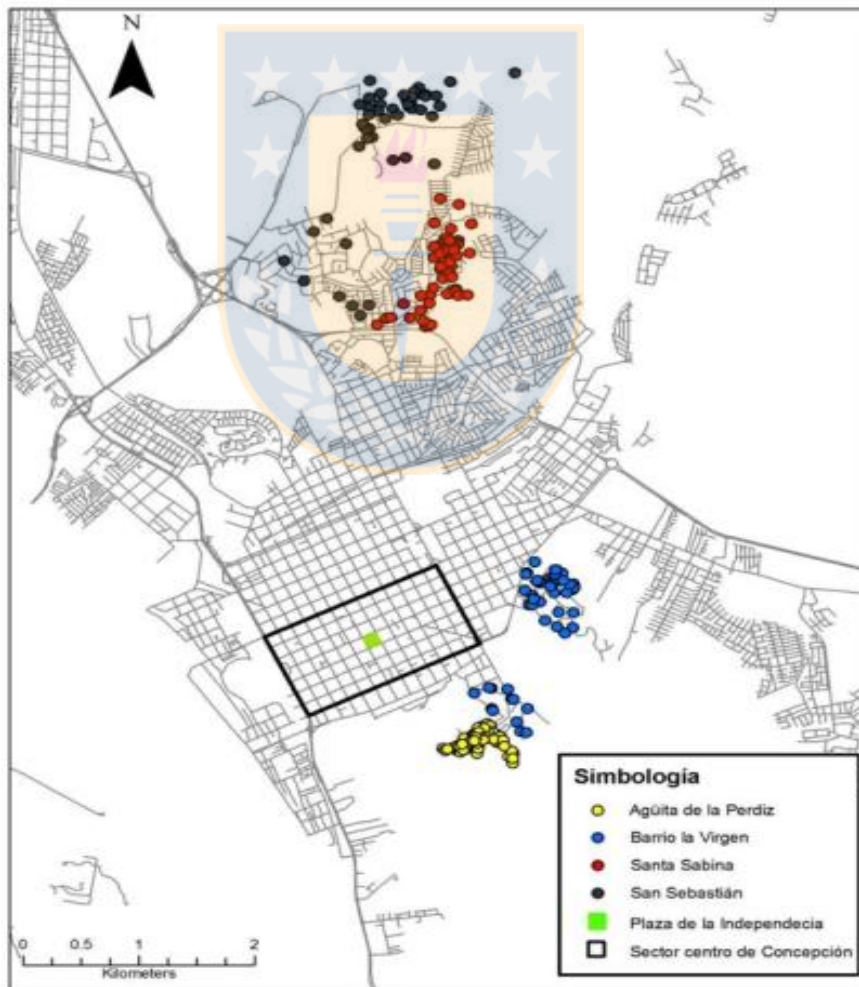 N
Simbología
Agüita de la Perdiz
Barrio la Virgen
Santa Sabina
San Sebastián
Plaza de la Independecia
Sector centro de Concepción
0 0.5 1 2
Kilometers